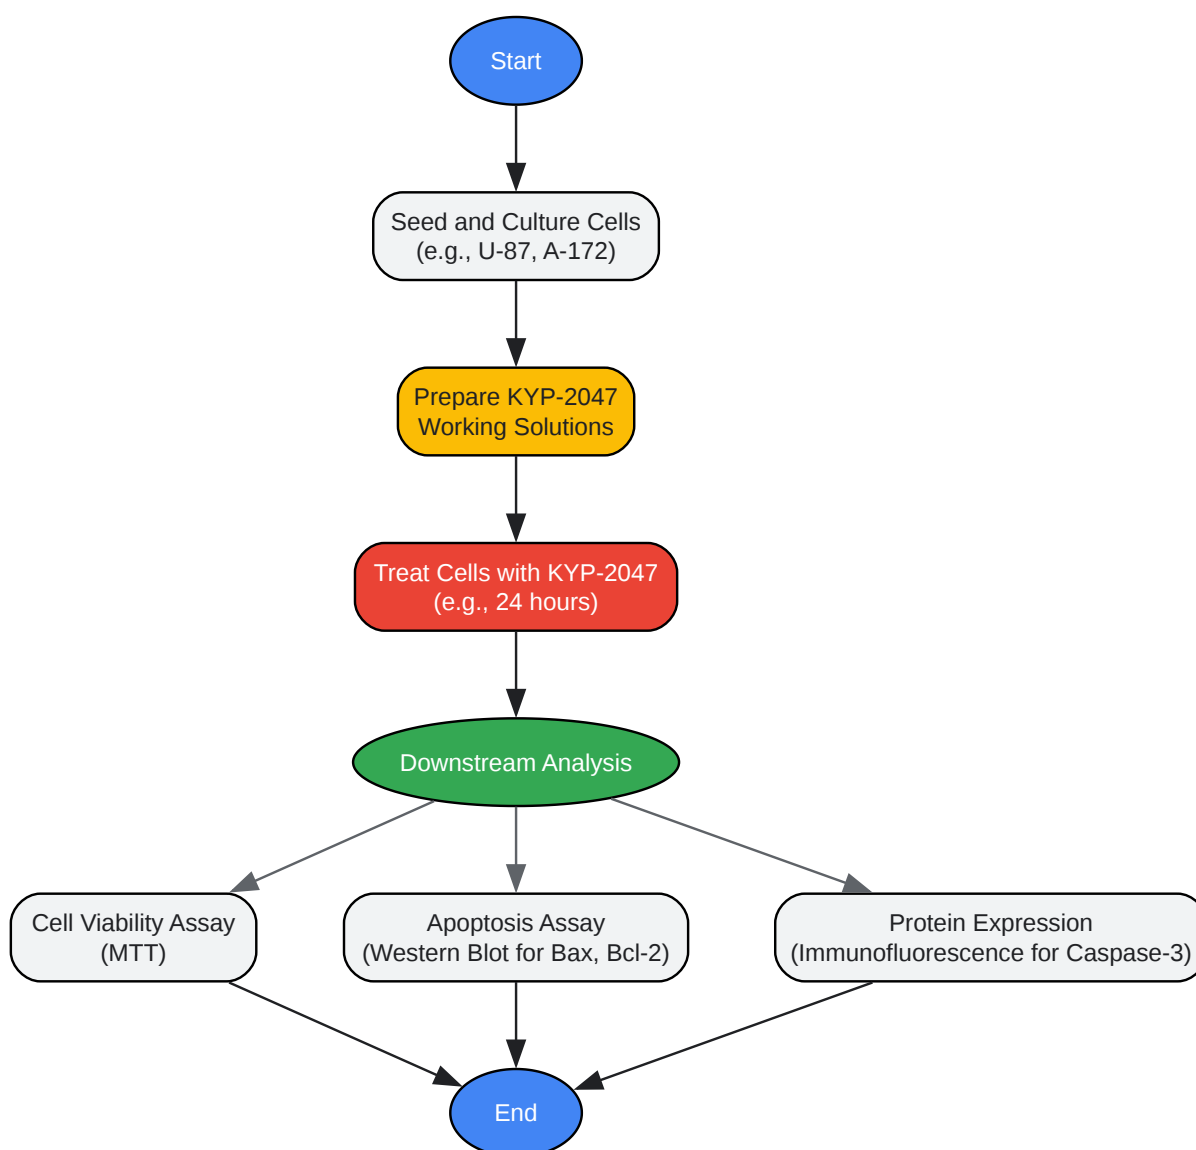 Start
Seed and Culture Cells
(e.g., U-87, A-172)
Prepare KYP-2047
Working Solutions
Treat Cells with KYP-2047
(e.g., 24 hours)
Downstream Analysis
Cell Viability Assay
(MTT)
Apoptosis Assay
(Western Blot for Bax, Bcl-2)
Protein Expression
(Immunofluorescence for Caspase-3)
End